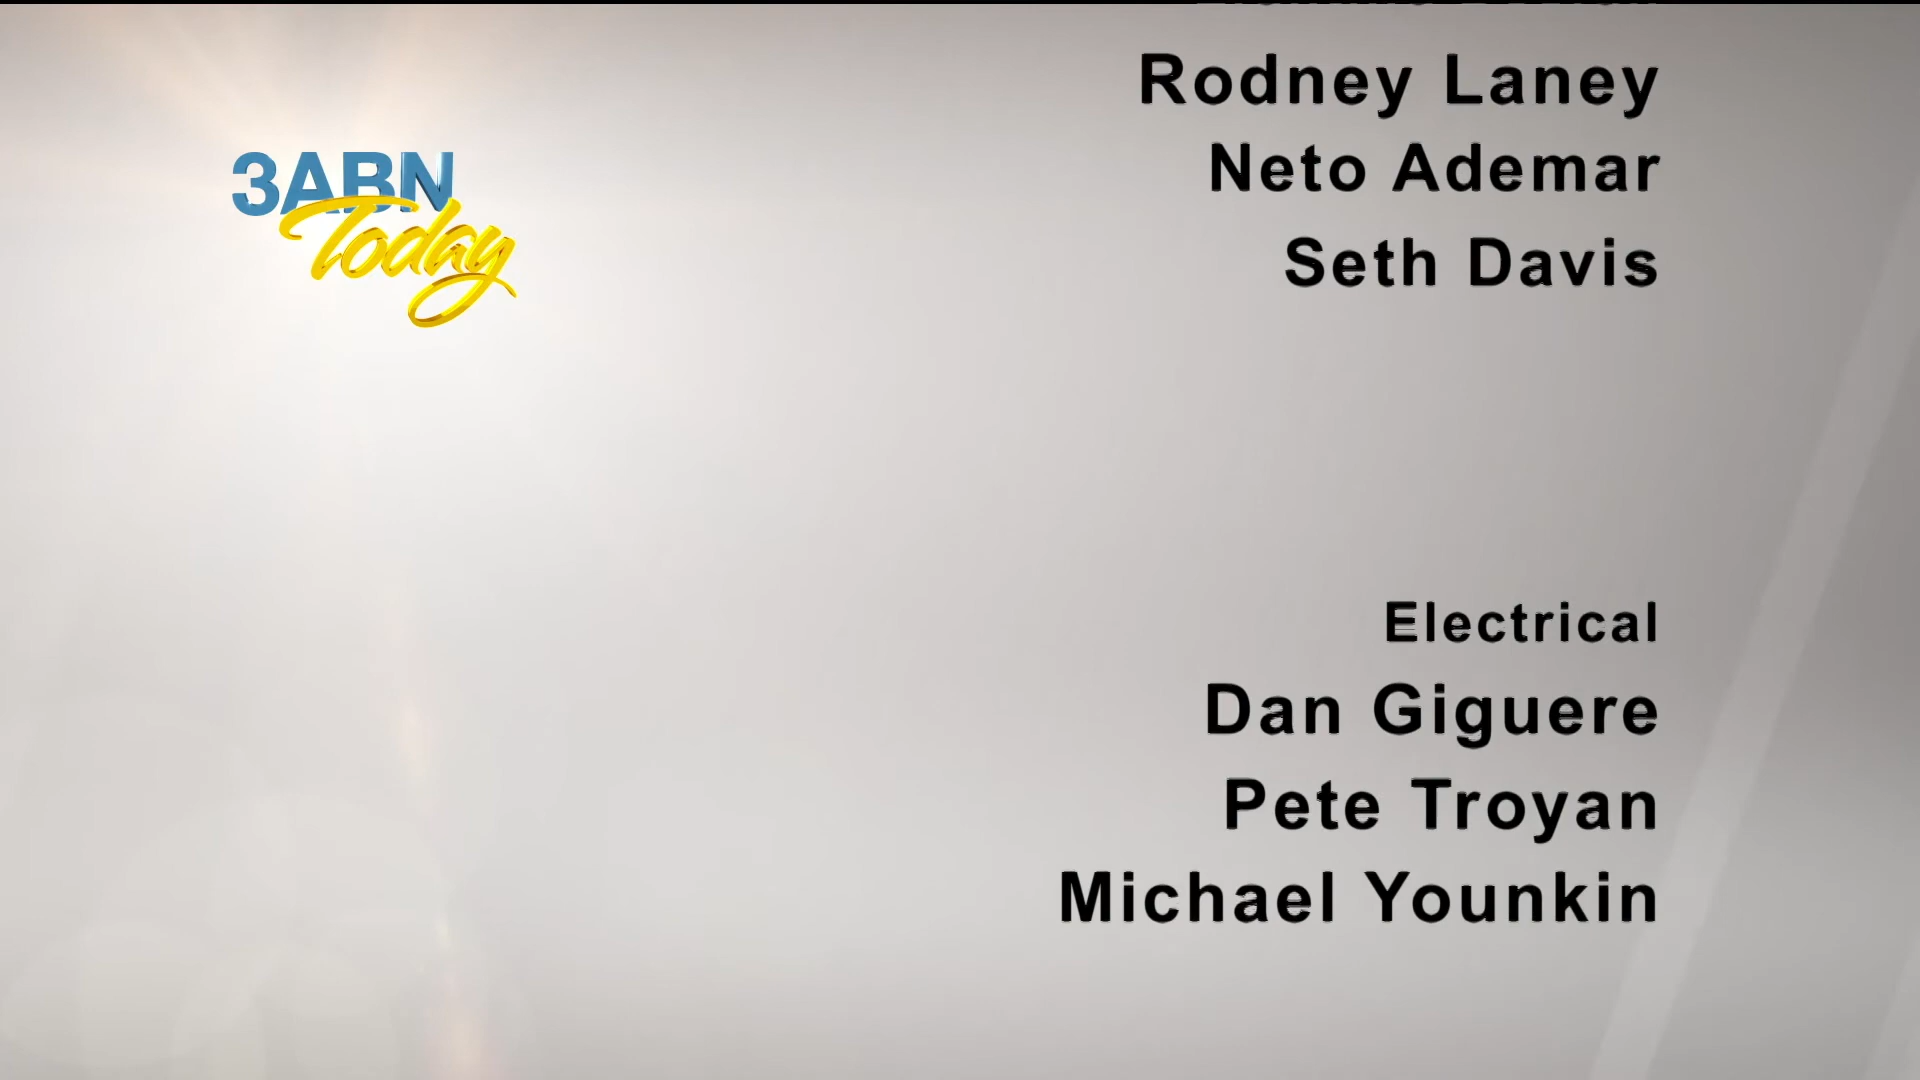 3ABN
Today
Rodney Laney
Neto Ademar
Seth Davis
Electrical
Dan Giguere
Pete Troyan
Michael Younkin